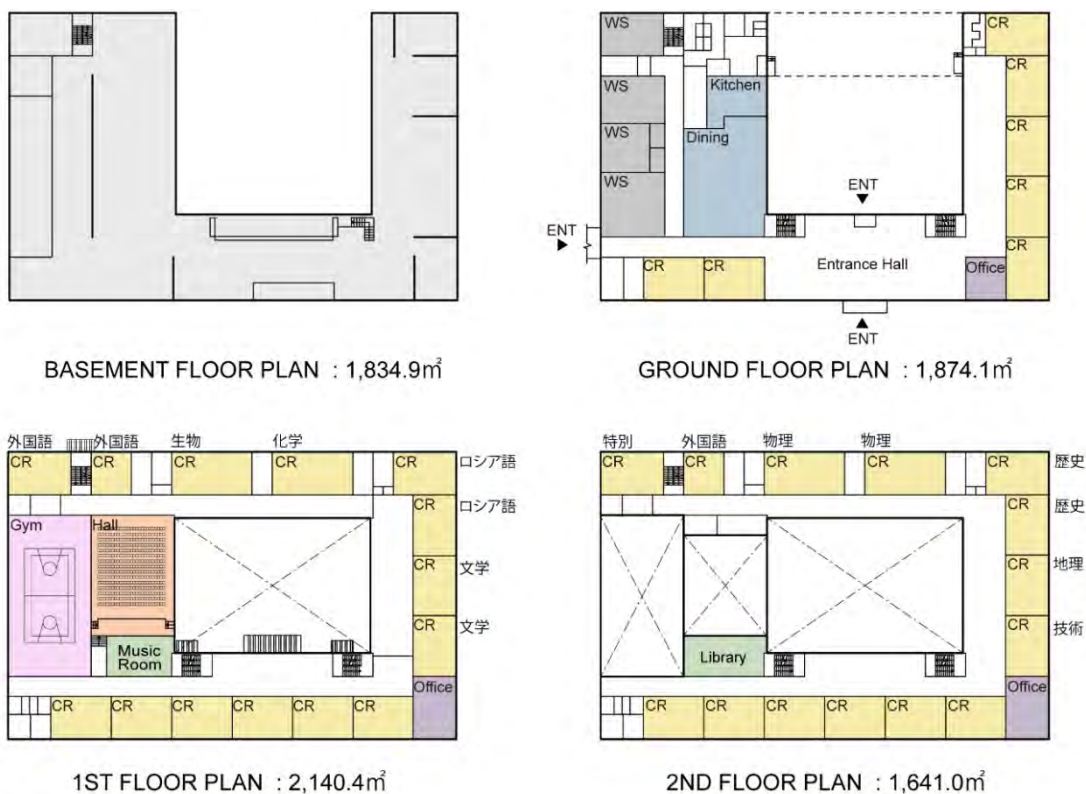 WS
CR
WS
Kitchen
CR
WS
Dining
CR
WS
ENT
CR
ENT
CR
CR
CR
Entrance Hall
Office
ENT
BASEMENT FLOOR PLAN : 1,834.9㎡
GROUND FLOOR PLAN : 1,874.1㎡
外国語 外国語 生物 化学
CR CR CR CR CR ロシア語
CR ロシア語
Gym
Hall
CR 文学
CR 文学
Music
Room
Office
CR CR CR CR CR CR
1ST FLOOR PLAN : 2,140.4㎡
特別 外国語 物理 物理
CR CR CR CR CR 歴史
CR 歴史
CR 地理
CR 技術
Library
Office
CR CR CR CR CR CR
2ND FLOOR PLAN : 1,641.0㎡